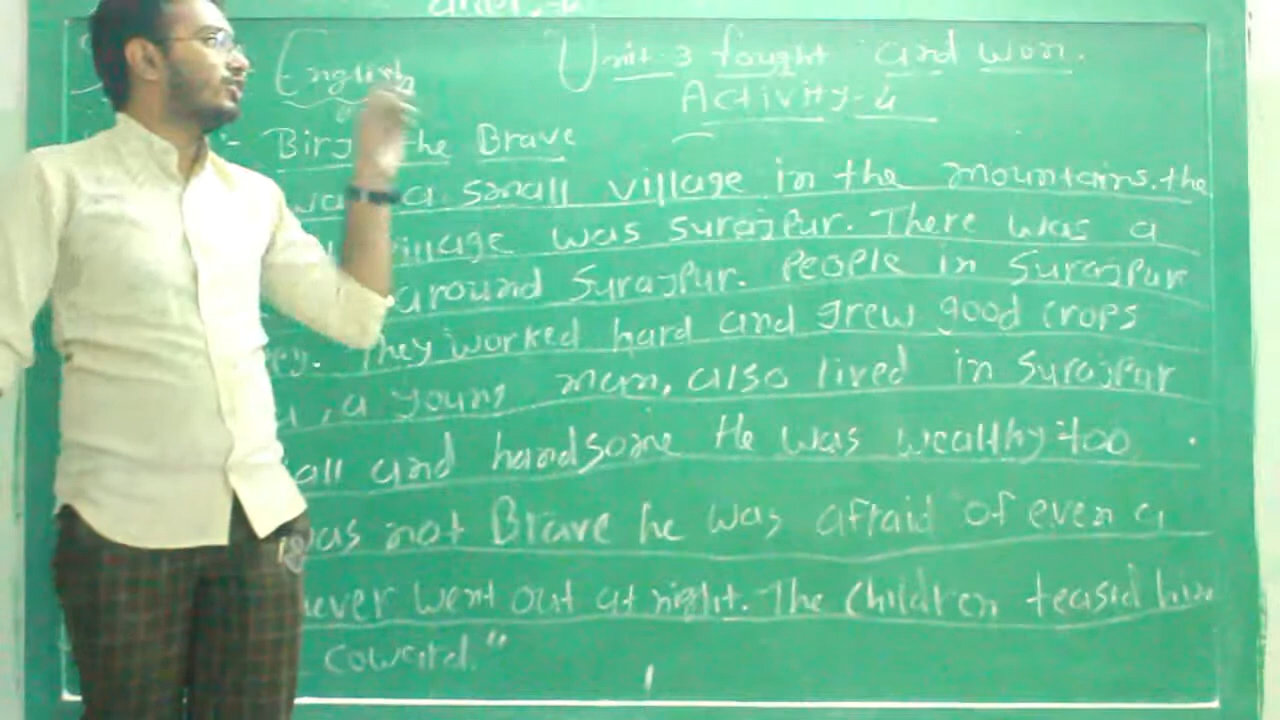 English
Unit-3 fought and won.
Activity-4
the Brave
a small village in the mountains. the
was surajpur. There was a
around Surajpur. People in Surajpur
They worked hard and grew good crops
, a young man, also lived in Surajpur
and handsome He was wealthy too
not Brave he was afraid of even a
never went out at night. The Children teased him
coward."